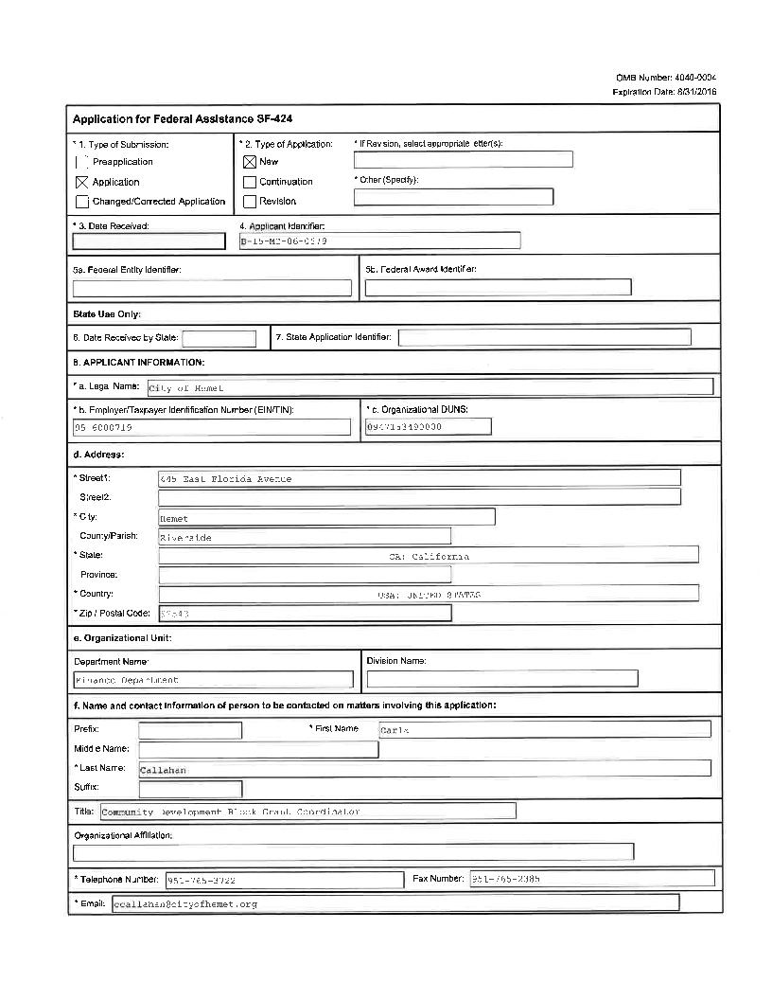 OMB Number: 4040-0004
Expiration Date: 8/31/2016
Application for Federal Assistance SF-424
* 1. Type of Submission: * 2. Type of Application: * If Revision, select appropriate letter(s):
Preapplication New
Application Continuation * Other (Specify):
Changed/Corrected Application Revision
* 3. Date Received: 4. Applicant Identifier:
5a. Federal Entity Identifier: 5b. Federal Award Identifier:
State Use Only:
6. Date Received by State: 7. State Application Identifier:
8. APPLICANT INFORMATION:
* a. Legal Name: City of Hemet
* b. Employer/Taxpayer Identification Number (EIN/TIN): * c. Organizational DUNS:
95-6000719
d. Address:
* Street1: 445 East Florida Avenue
Street2:
* City: Hemet
County/Parish: Riverside
* State: CA: California
Province:
* Country: USA: UNITED STATES
* Zip / Postal Code:
e. Organizational Unit:
Department Name: Division Name:
Finance Department
f. Name and contact information of person to be contacted on matters involving this application:
Prefix: * First Name Carla
Middle Name:
* Last Name: Callahan
Suffix:
Title: Community Development Block Grant Coordinator
Organizational Affiliation:
* Telephone Number: 951-765-3722 Fax Number: 951-765-2385
* Email: ccallahan@cityofhemet.org